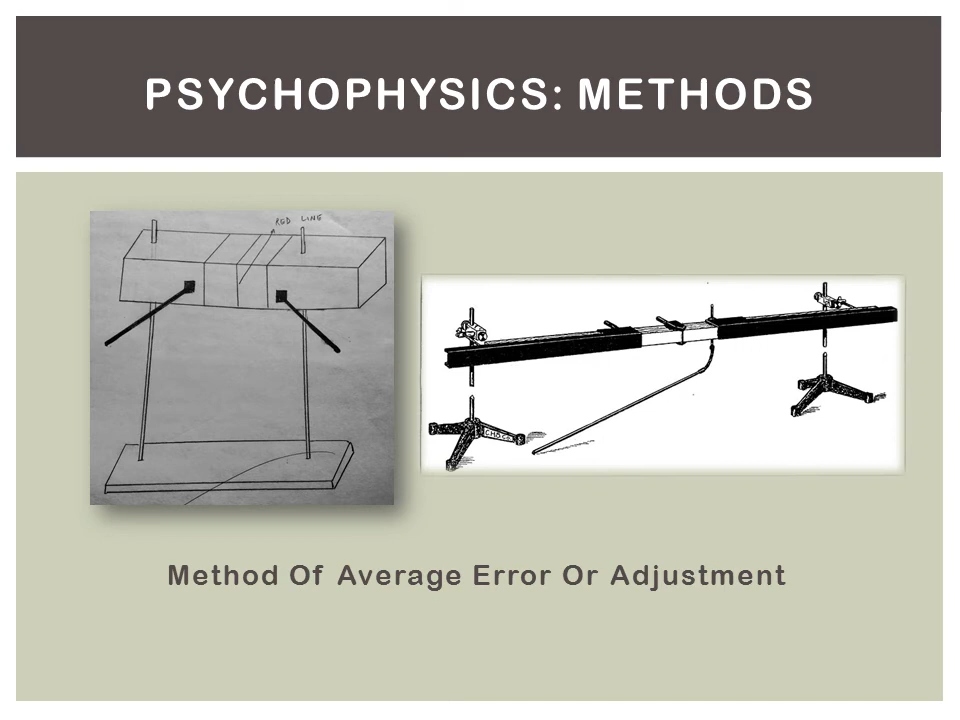 PSYCHOPHYSICS: METHODS
RED LINE
Method Of Average Error Or Adjustment